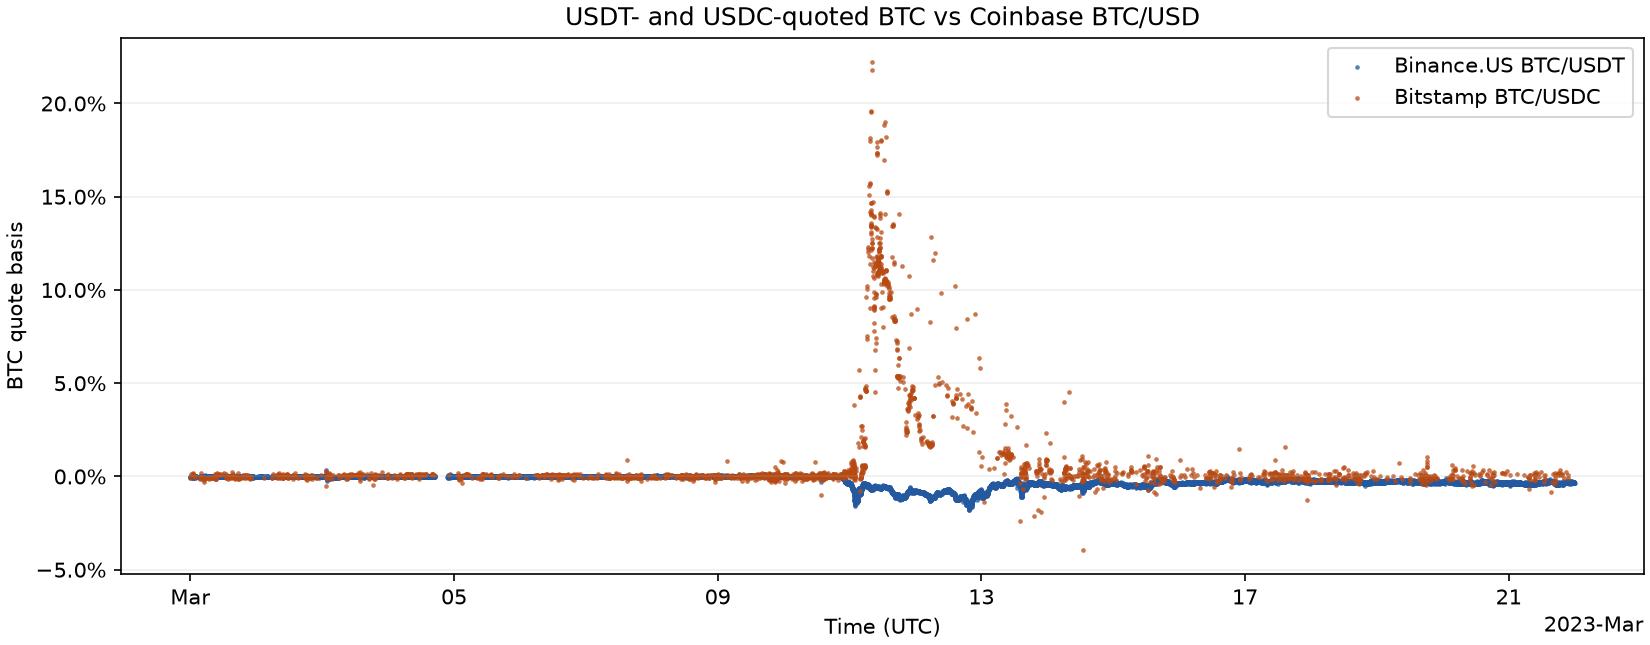 USDT- and USDC-quoted BTC vs Coinbase BTC/USD
Binance.US BTC/USDT
Bitstamp BTC/USDC
20.0%
15.0%
10.0%
5.0%
0.0%
−5.0%
BTC quote basis
Mar
05
09
13
17
21
Time (UTC)
2023-Mar